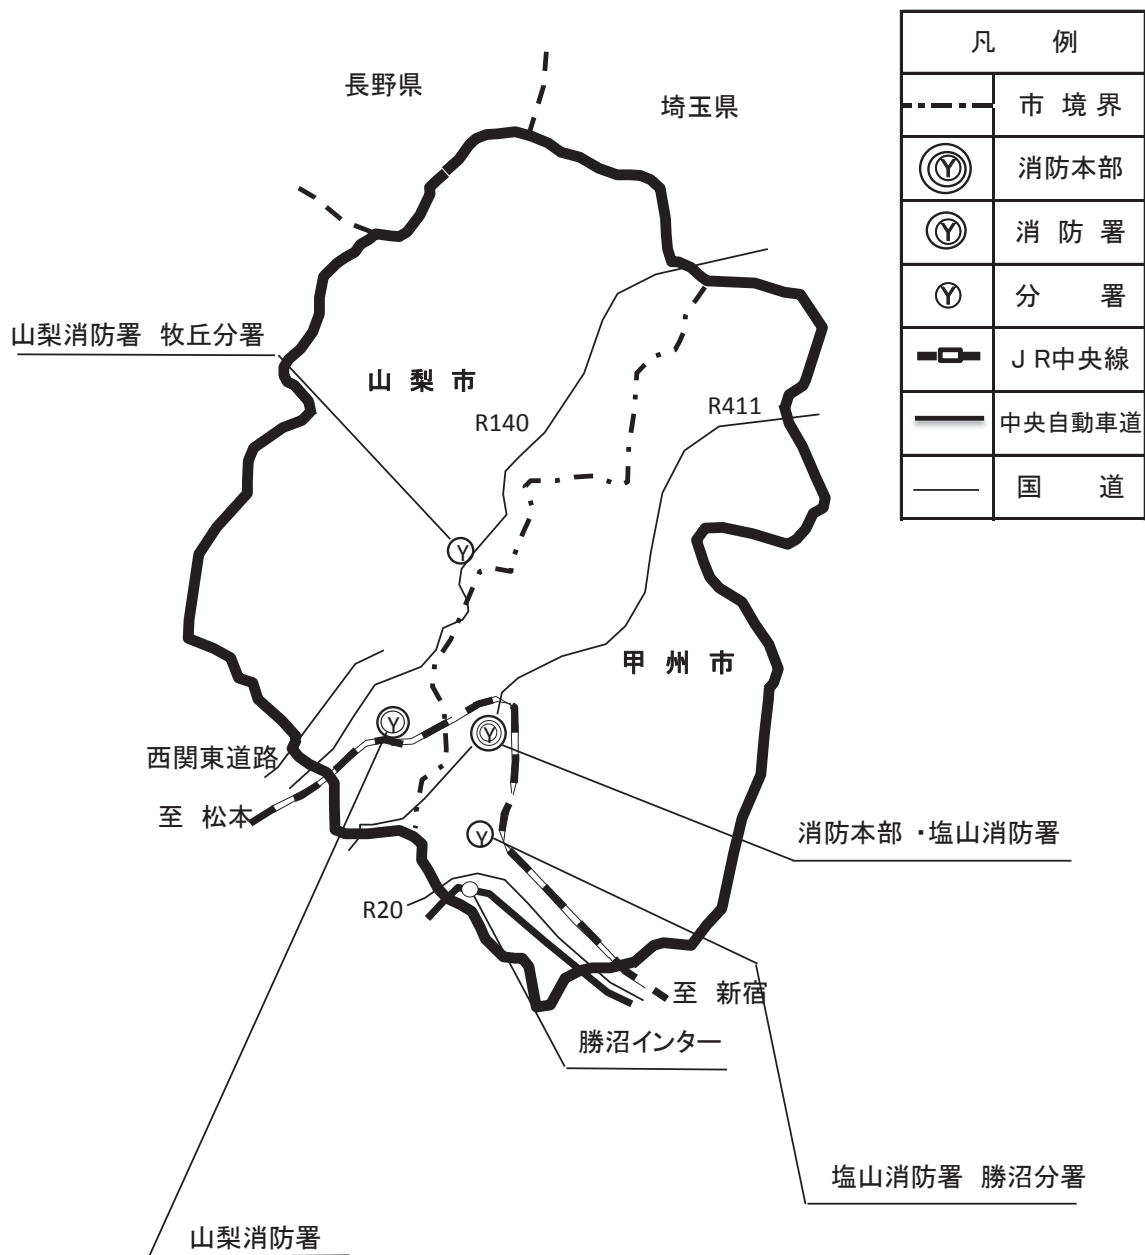 長野県
埼玉県
凡 例
市 境 界
Y 消防本部
Y 消 防 署
Y 分 署
J R中央線
中央自動車道
国 道
山梨消防署 牧丘分署
山 梨 市
R140
R411
Y
甲 州 市
Y
Y
西関東道路
至 松本
Y
消防本部 ・塩山消防署
R20
至 新宿
勝沼インター
塩山消防署 勝沼分署
山梨消防署